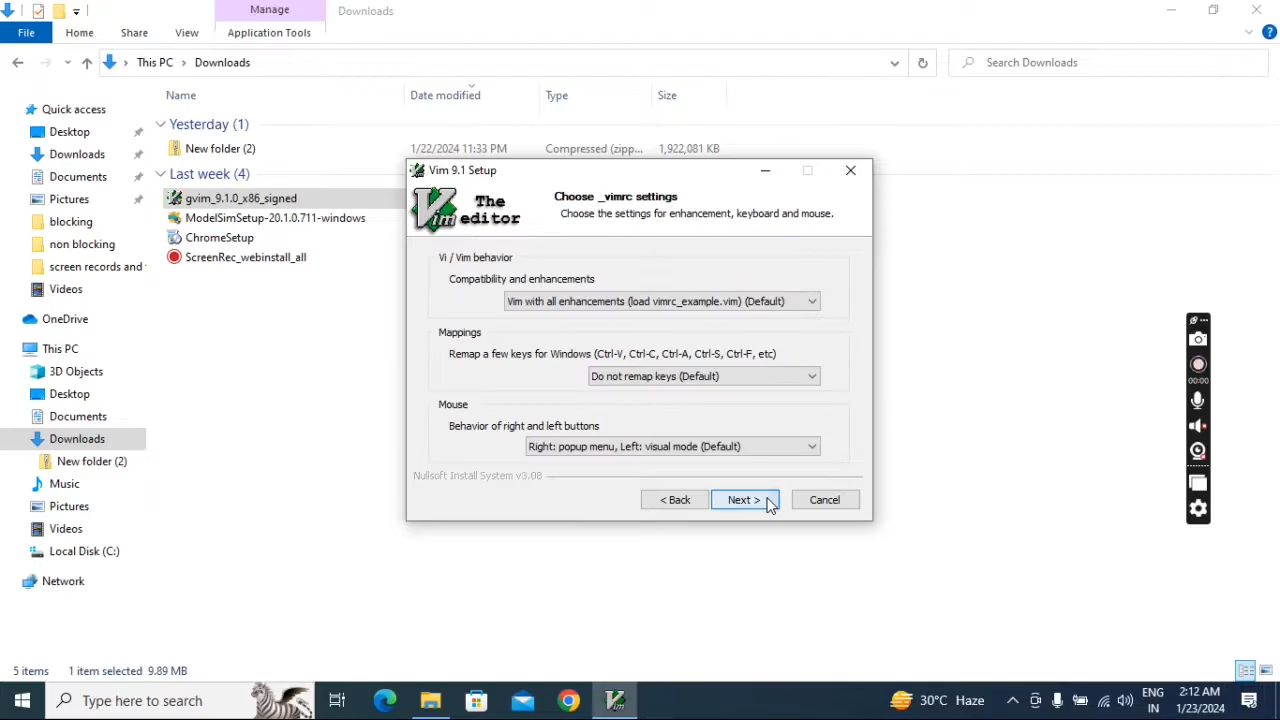 Manage
Downloads
File
Home
Share
View
Application Tools
This PC
Downloads
Search Downloads
Name
Date modified
Type
Size
Quick access
Desktop
Downloads
Documents
Pictures
blocking
non blocking
screen records and
Videos
OneDrive
This PC
3D Objects
Desktop
Documents
Downloads
New folder (2)
Music
Pictures
Videos
Local Disk (C:)
Network
Yesterday (1)
New folder (2)
1/22/2024 11:33 PM
Compressed (zipp...
1,922,081 KB
Last week (4)
gvim_9.1.0_x86_signed
ModelSimSetup-20.1.0.711-windows
ChromeSetup
ScreenRec_webinstall_all
Vim 9.1 Setup
Vim
The
editor
Choose _vimrc settings
Choose the settings for enhancement, keyboard and mouse.
Vi / Vim behavior
Compatibility and enhancements
Vim with all enhancements (load vimrc_example.vim) (Default)
Mappings
Remap a few keys for Windows (Ctrl-V, Ctrl-C, Ctrl-A, Ctrl-S, Ctrl-F, etc)
Do not remap keys (Default)
Mouse
Behavior of right and left buttons
Right: popup menu, Left: visual mode (Default)
Nullsoft Install System v3.08
< Back
Next >
Cancel
00:00
5 items
1 item selected 9.89 MB
Type here to search
30°C Haze
ENG
IN
2:12 AM
1/23/2024